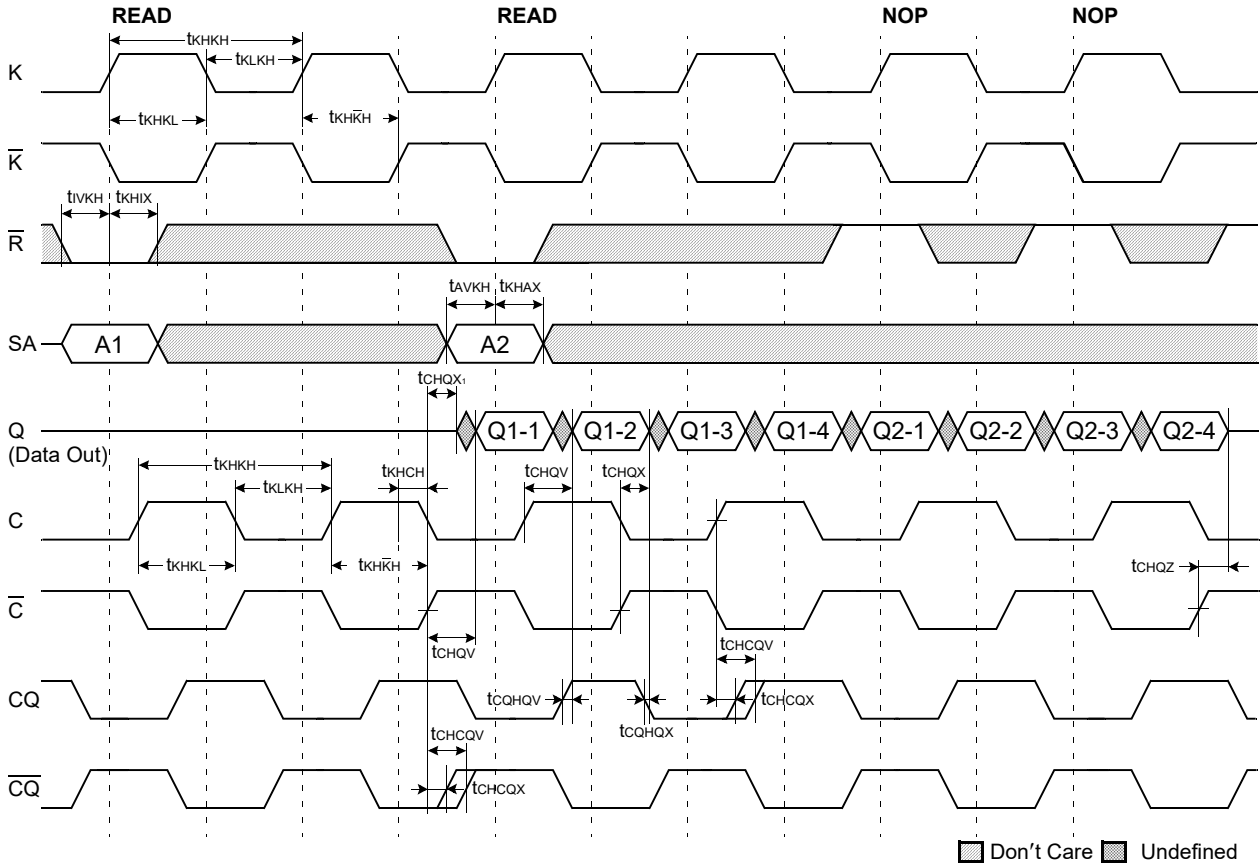 READ READ NOP NOP
tKHKH
tKLKH
K
tKHKL tKHK̅H
K̅
tIVKH tKHIX
R̅
tAVKH tKHAX
SA A1 A2
tCHQX1
Q Q1-1 Q1-2 Q1-3 Q1-4 Q2-1 Q2-2 Q2-3 Q2-4
(Data Out)
tKHKH tKHCH tCHQV tCHQX
tKLKH
C
tKHKL tKHK̅H tCHQZ
C̅
tCHQV tCHCQV
CQ tCQHQV tCHCQX
tCQHQX
tCHCQV
C̅Q̅ tCHCQX
Don't Care Undefined